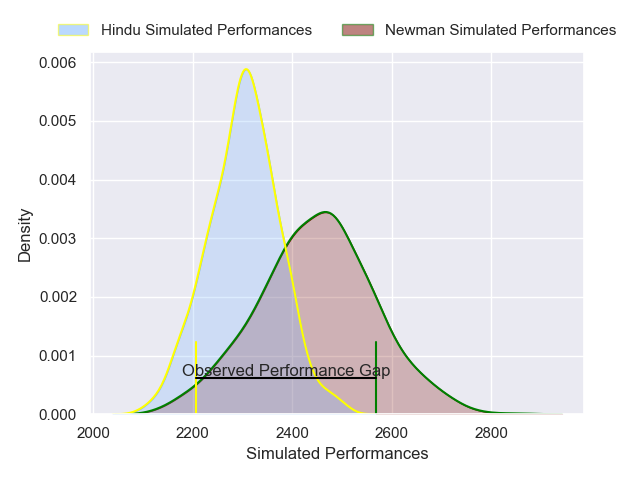 Hindu Simulated Performances Newman Simulated Performances
0.006
0.005
0.004
0.003
0.002
0.001
0.000
Density
Observed Performance Gap
2000 2200 2400 2600 2800
Simulated Performances